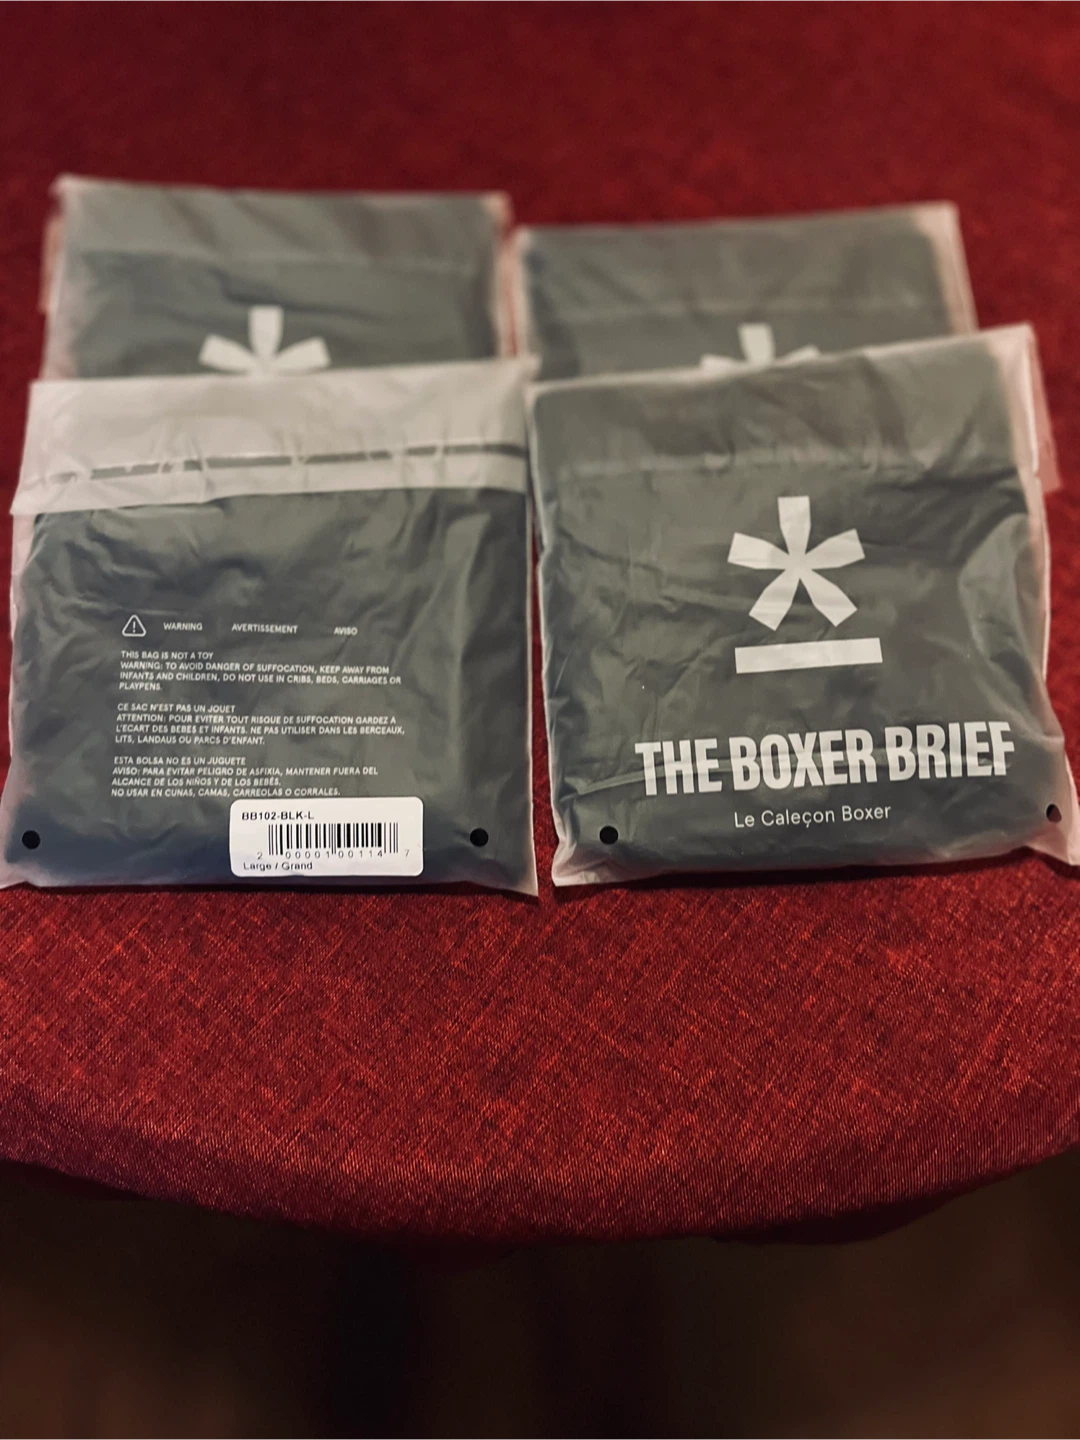 WARNING AVERTISSEMENT AVISO
THIS BAG IS NOT A TOY
WARNING: TO AVOID DANGER OF SUFFOCATION, KEEP AWAY FROM
INFANTS AND CHILDREN, DO NOT USE IN CRIBS, BEDS, CARRIAGES OR
PLAYPENS.
CE SAC N'EST PAS UN JOUET
ATTENTION: POUR EVITER TOUT RISQUE DE SUFFOCATION GARDEZ A
L'ECART DES BEBES ET INFANTS. NE PAS UTILISER DANS LES BERCEAUX,
LITS, LANDAUS OU PARCS D'ENFANT.
ESTA BOLSA NO ES UN JUGUETE
AVISO: PARA EVITAR PELIGRO DE ASFIXIA, MANTENER FUERA DEL
ALCANCE DE LOS NIÑOS Y DE LOS BEBÉS.
NO USAR EN CUNAS, CAMAS, CARREOLAS O CORRALES.
BB102-BLK-L
2 00001 00114 7
Large / Grand
THE BOXER BRIEF
Le Caleçon Boxer